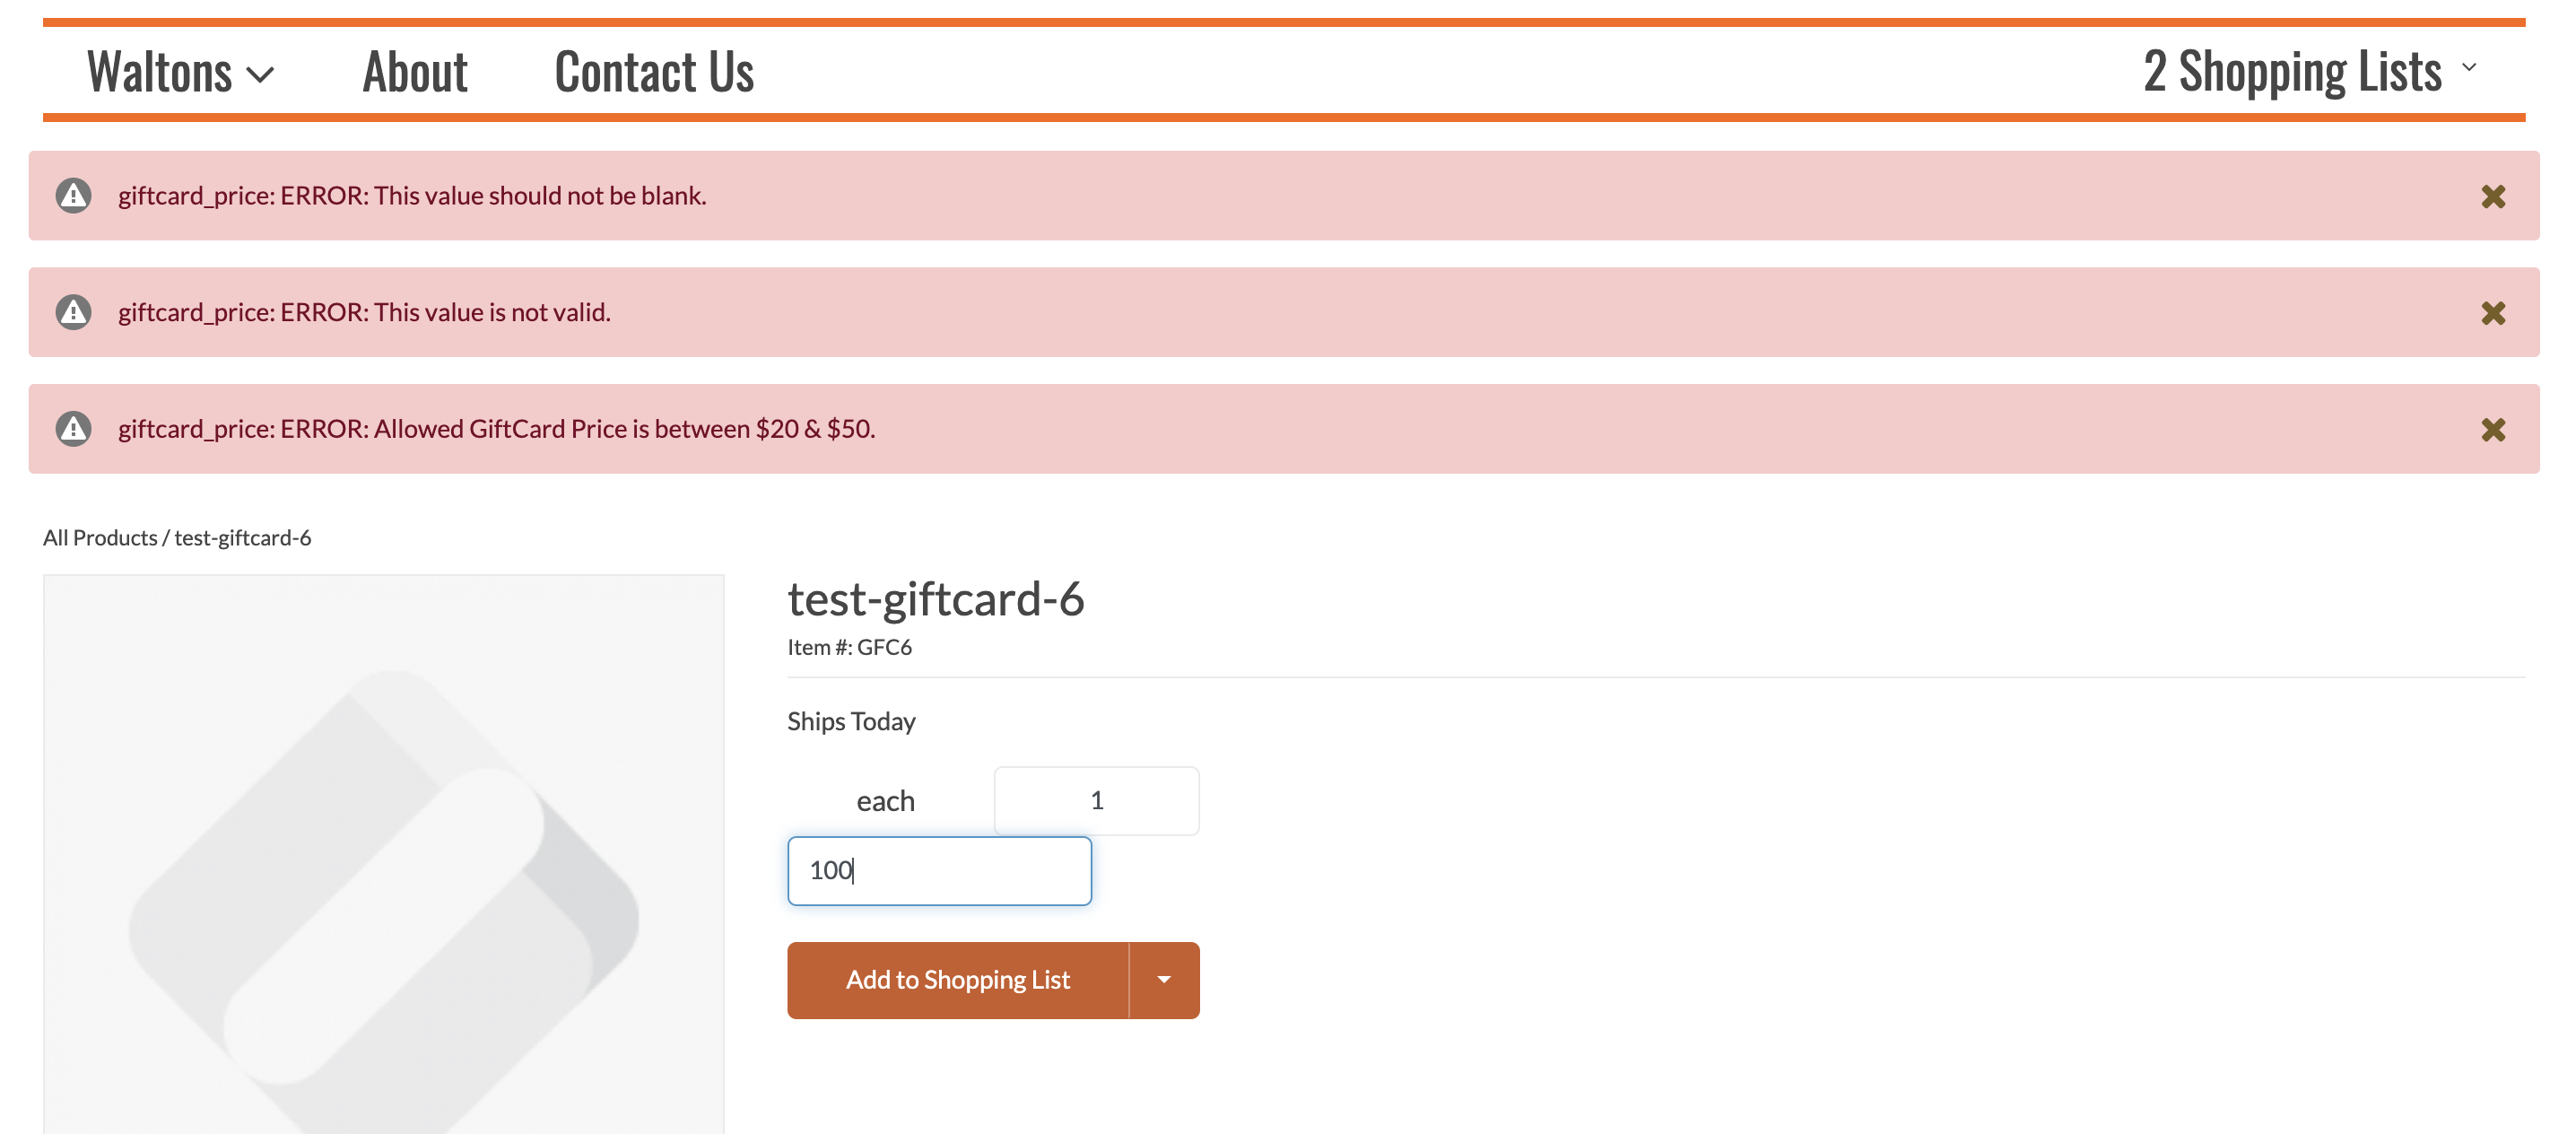 Waltons About Contact Us 2 Shopping Lists
giftcard_price: ERROR: This value should not be blank.
giftcard_price: ERROR: This value is not valid.
giftcard_price: ERROR: Allowed GiftCard Price is between $20 & $50.
All Products / test-giftcard-6
test-giftcard-6
Item #: GFC6
Ships Today
each 1
100
Add to Shopping List